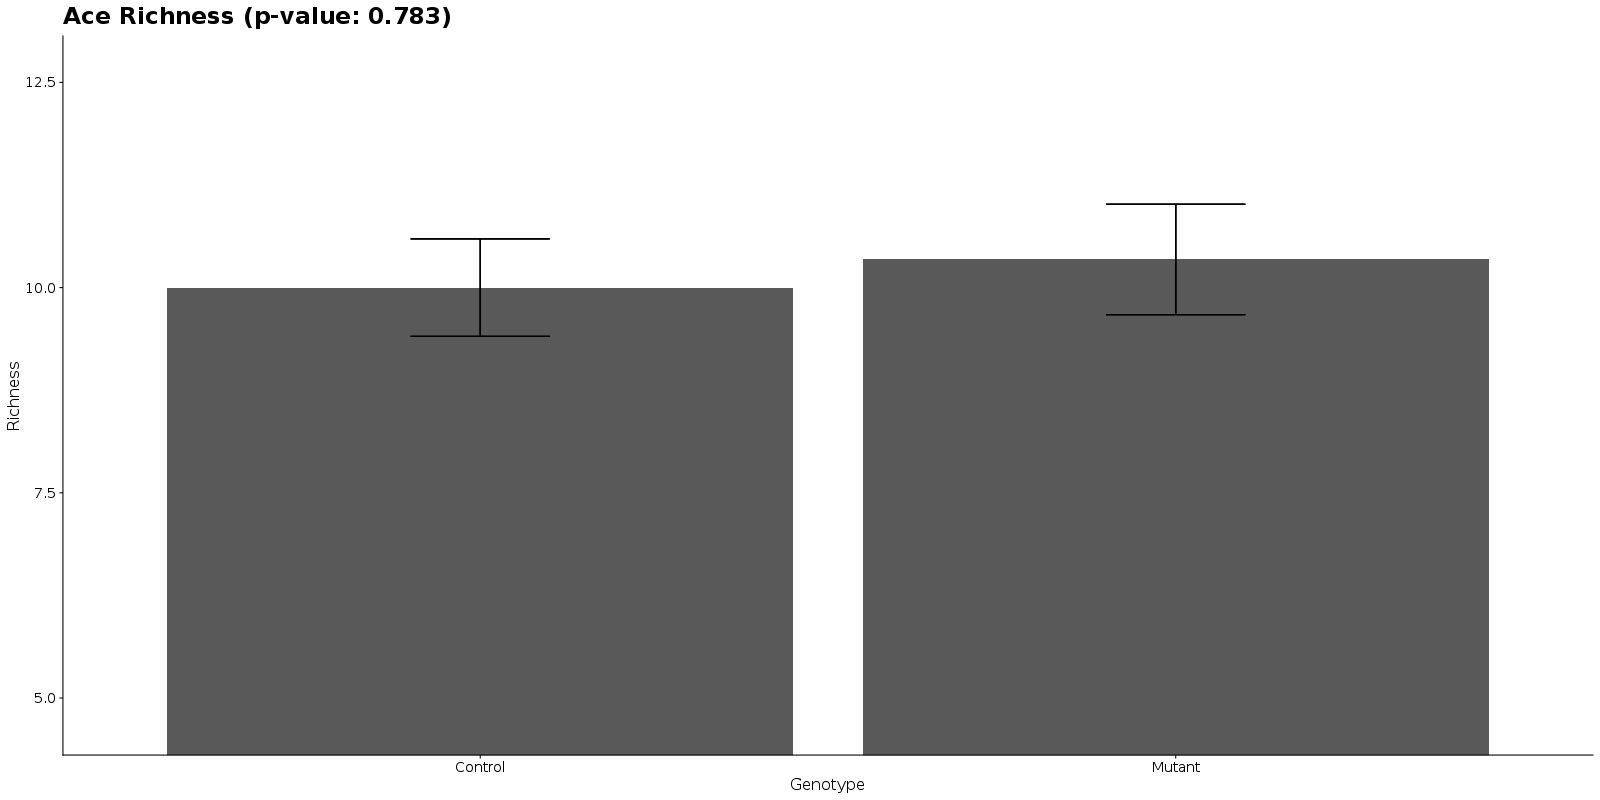 Ace Richness (p-value: 0.783)
12.5
10.0
7.5
5.0
Richness
Control
Mutant
Genotype